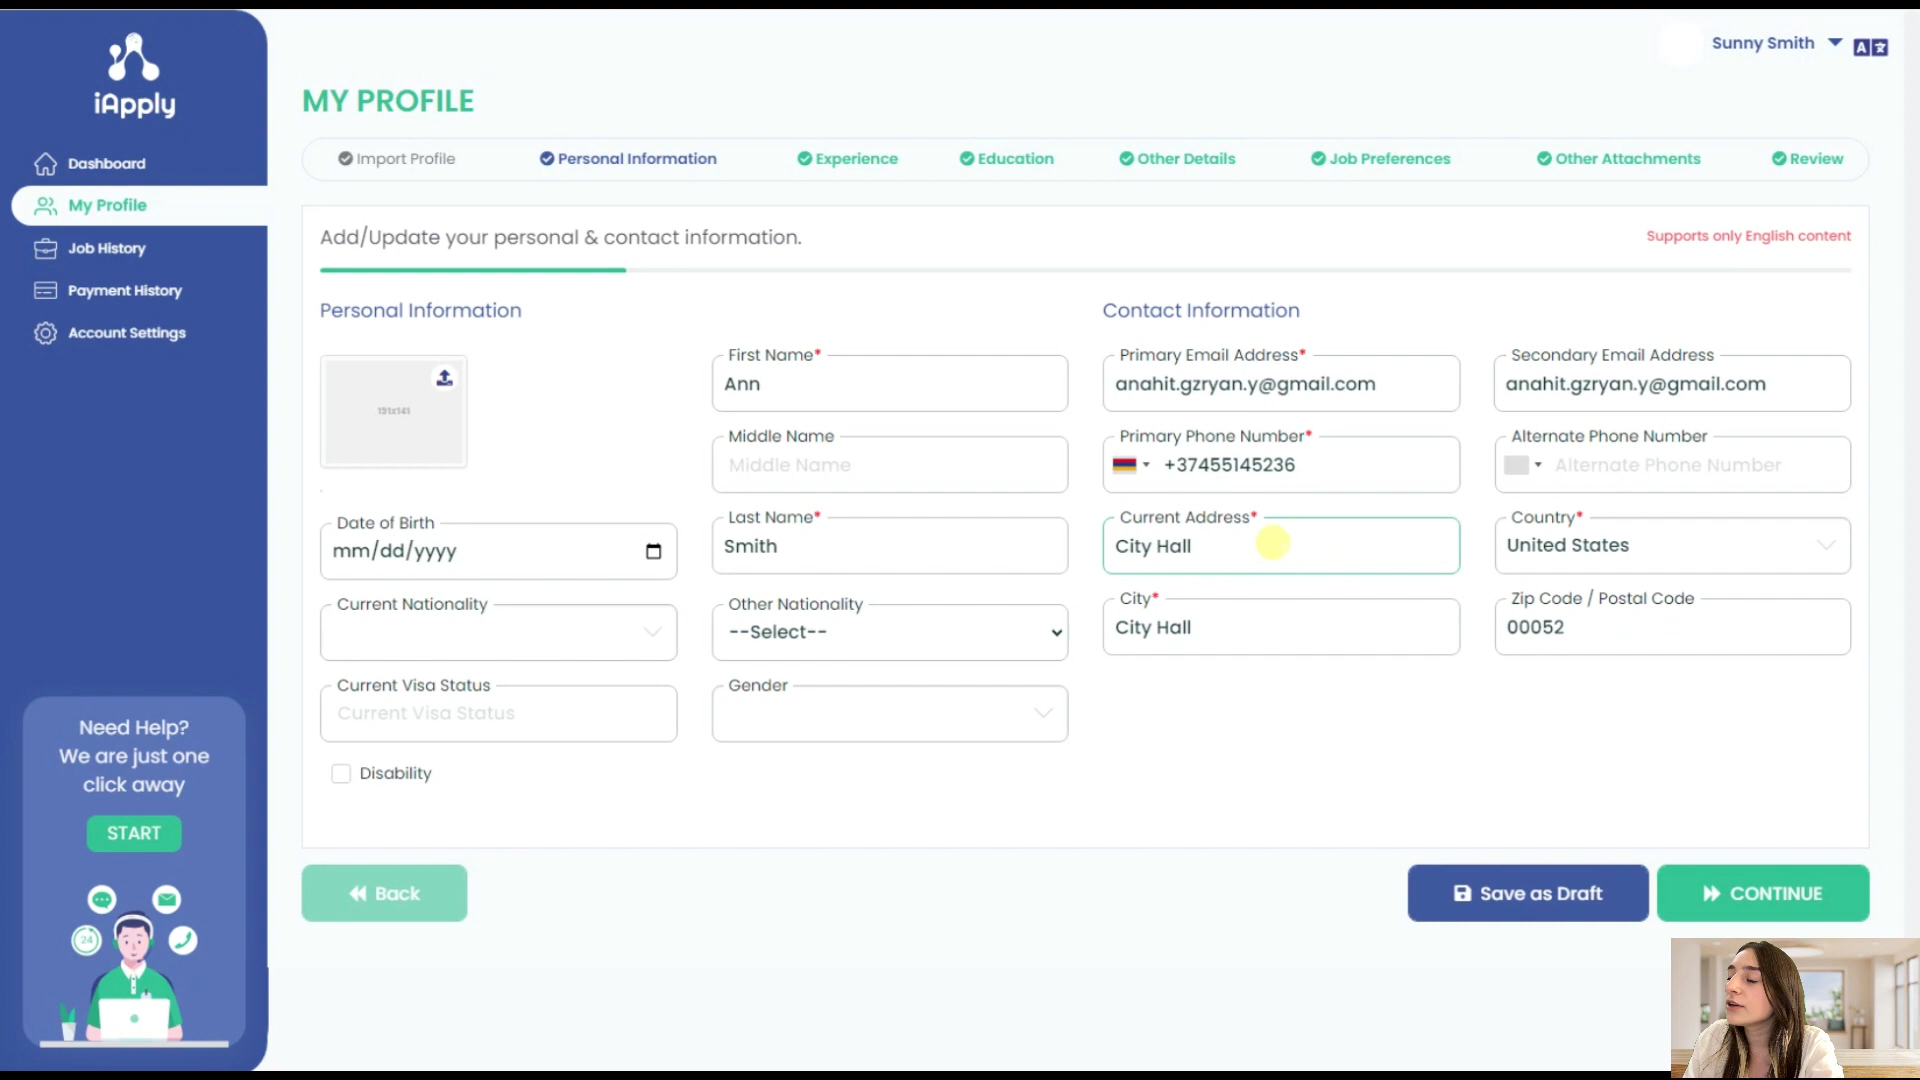 iApply
Dashboard
My Profile
Job History
Payment History
Account Settings
Need Help?
We are just one
click away
START
24
Sunny Smith
A
MY PROFILE
Import Profile
Personal Information
Experience
Education
Other Details
Job Preferences
Other Attachments
Review
Add/Update your personal & contact information.
Supports only English content
Personal Information
151x141
Date of Birth
mm/dd/yyyy
Current Nationality
Current Visa Status
Current Visa Status
Disability
First Name*
Ann
Middle Name
Middle Name
Last Name*
Smith
Other Nationality
--Select--
Gender
Contact Information
Primary Email Address*
anahit.gzryan.y@gmail.com
Primary Phone Number*
+37455145236
Current Address*
City Hall
City*
City Hall
Secondary Email Address
anahit.gzryan.y@gmail.com
Alternate Phone Number
Alternate Phone Number
Country*
United States
Zip Code / Postal Code
00052
Back
Save as Draft
CONTINUE